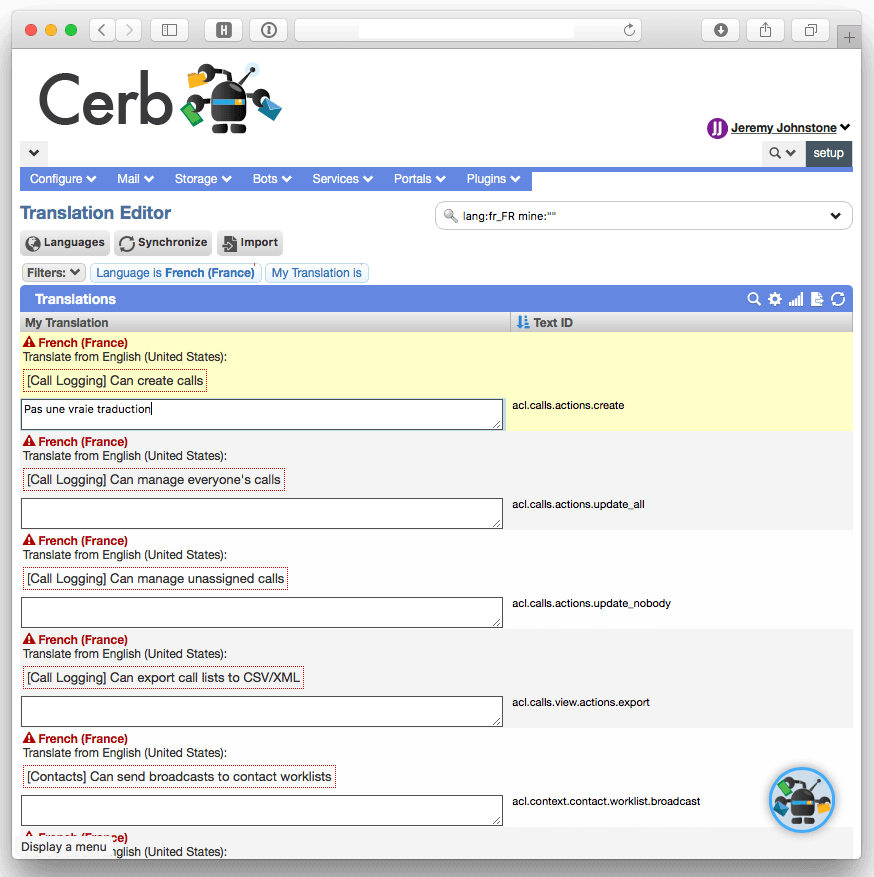 Cerb
JJ Jeremy Johnstone
setup
Configure Mail Storage Bots Services Portals Plugins
Translation Editor
lang:fr_FR mine:""
Languages Synchronize Import
Filters: Language is French (France) My Translation is
Translations
My Translation Text ID
French (France)
Translate from English (United States):
[Call Logging] Can create calls
Pas une vraie traduction
acl.calls.actions.create
French (France)
Translate from English (United States):
[Call Logging] Can manage everyone's calls
acl.calls.actions.update_all
French (France)
Translate from English (United States):
[Call Logging] Can manage unassigned calls
acl.calls.actions.update_nobody
French (France)
Translate from English (United States):
[Call Logging] Can export call lists to CSV/XML
acl.calls.view.actions.export
French (France)
Translate from English (United States):
[Contacts] Can send broadcasts to contact worklists
acl.context.contact.worklist.broadcast
French (France)
Display a menu
English (United States):